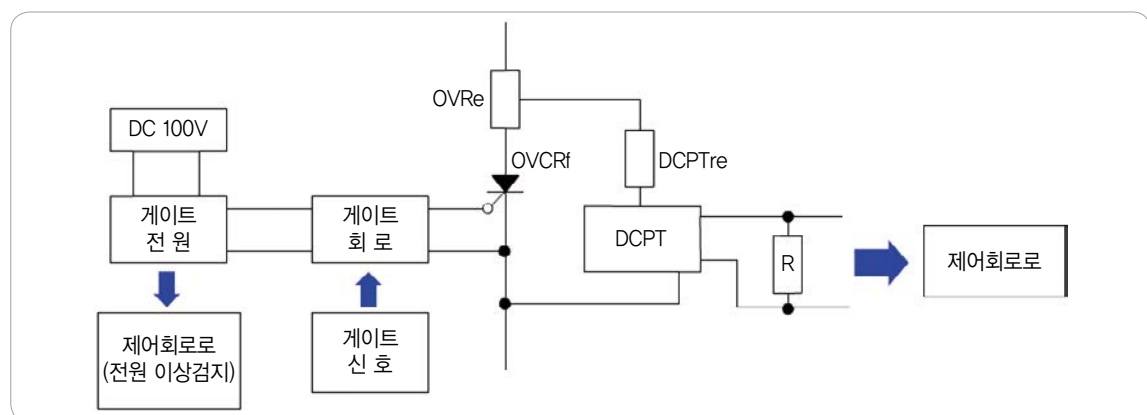 OVRe
DC 100V
OVCRf
DCPTre
게이트
전 원
게이트
회 로
DCPT
R
제어회로로
제어회로로
(전원 이상검지)
게이트
신 호